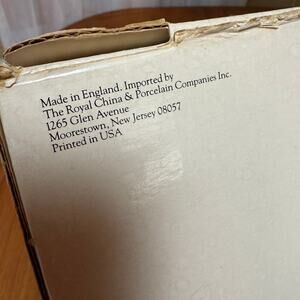 Made in England. Imported by
The Royal China & Porcelain Companies Inc.
1265 Glen Avenue
Moorestown, New Jersey 08057
Printed in USA